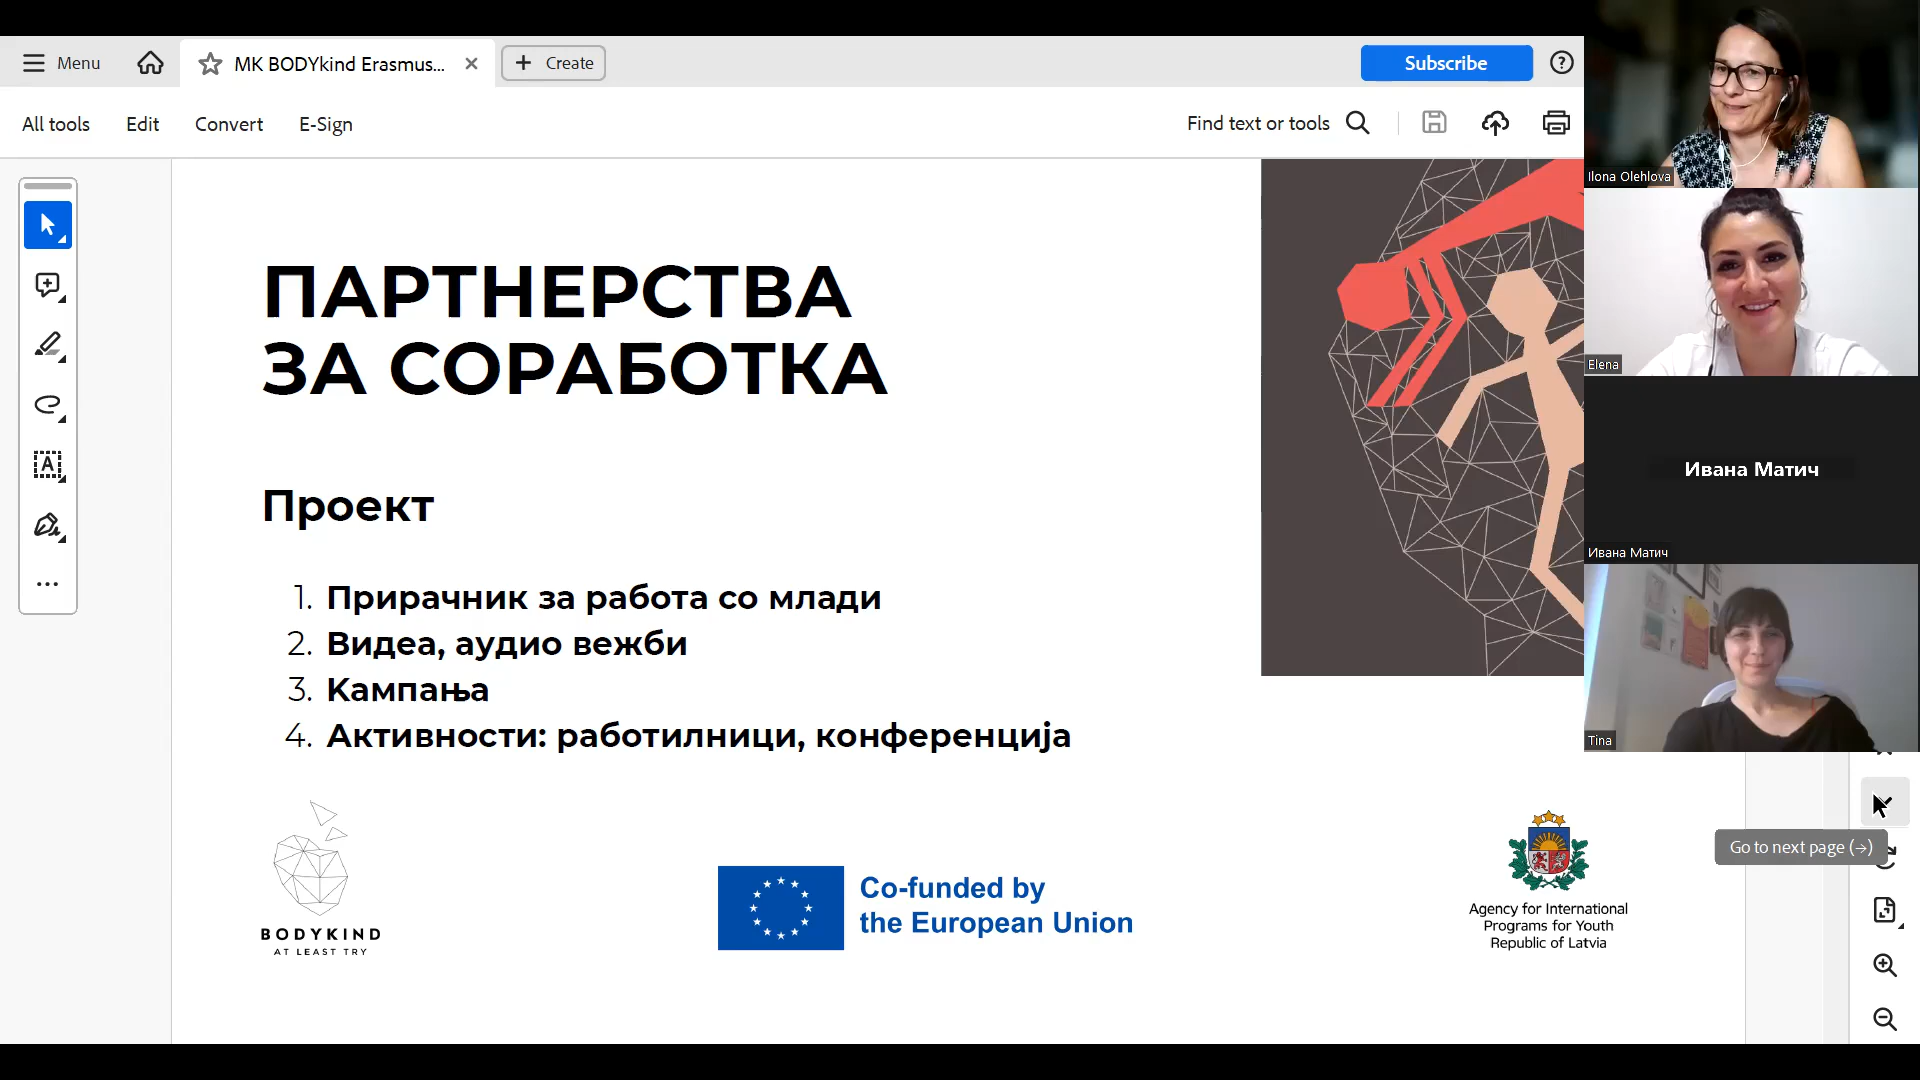 Menu
MK BODYkind Erasmus...
Create
Subscribe
All tools
Edit
Convert
E-Sign
Find text or tools
ПАРТНЕРСТВА
ЗА СОРАБОТКА
Проект
1. Прирачник за работа со млади
2. Видеа, аудио вежби
3. Кампања
4. Активности: работилници, конференција
BODYKIND
AT LEAST TRY
Co-funded by
the European Union
Agency for International
Programs for Youth
Republic of Latvia
Ilona Olehlova
Elena
Ивана Матич
Ивана Матич
Tina
Go to next page (→)